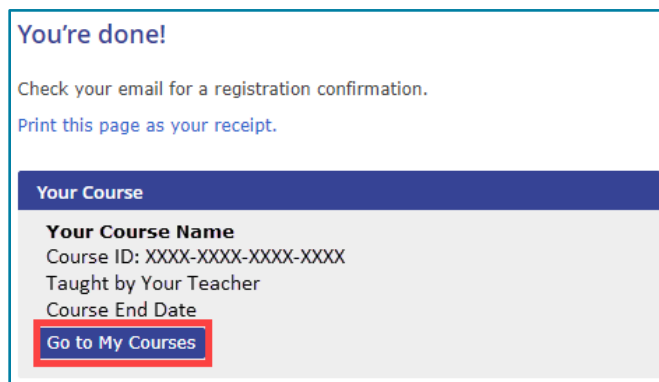 You're done!
Check your email for a registration confirmation.
Print this page as your receipt.
Your Course
Your Course Name
Course ID: XXXX-XXXX-XXXX-XXXX
Taught by Your Teacher
Course End Date
Go to My Courses